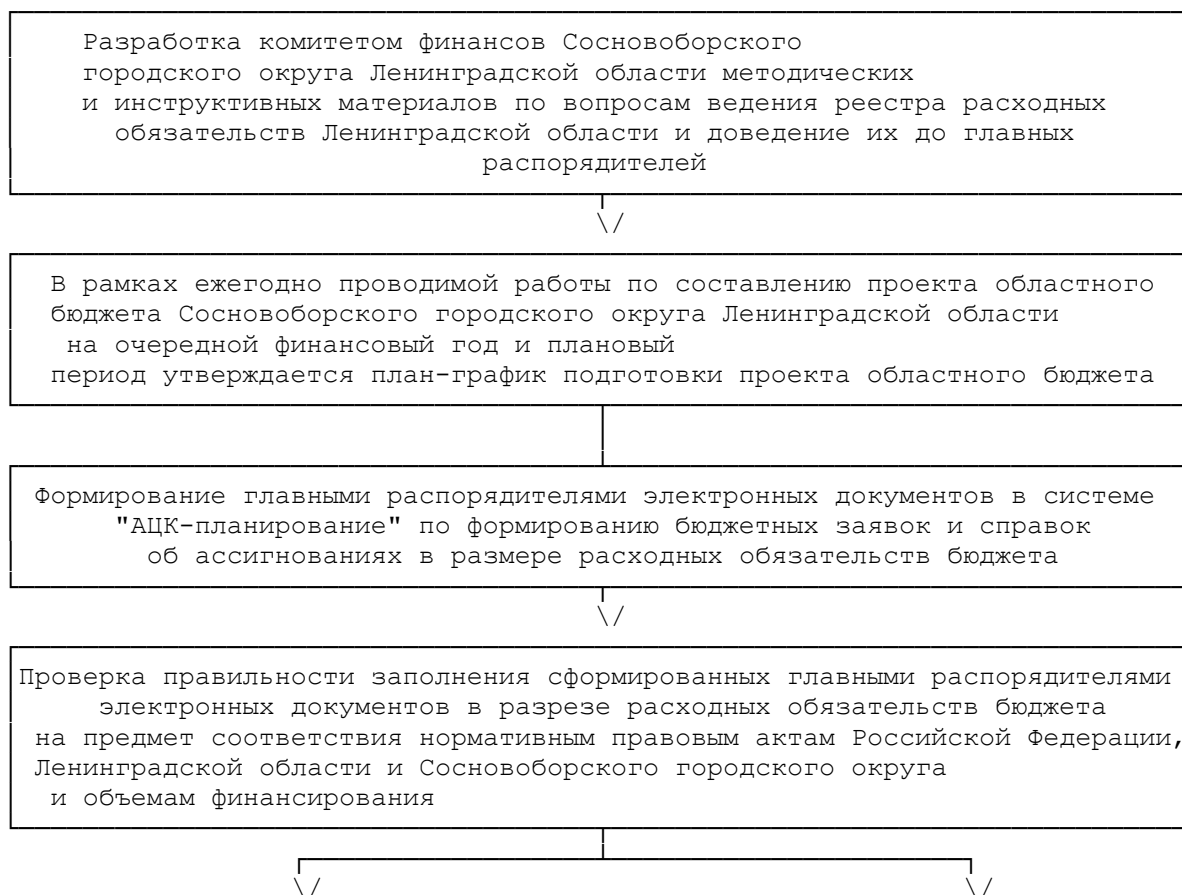 Разработка комитетом финансов Сосновоборского
городского округа Ленинградской области методических
и инструктивных материалов по вопросам ведения реестра расходных
обязательств Ленинградской области и доведение их до главных
распорядителей
\/
В рамках ежегодно проводимой работы по составлению проекта областного
бюджета Сосновоборского городского округа Ленинградской области
на очередной финансовый год и плановый
период утверждается план-график подготовки проекта областного бюджета
Формирование главными распорядителями электронных документов в системе
"АЦК-планирование" по формированию бюджетных заявок и справок
об ассигнованиях в размере расходных обязательств бюджета
\/
Проверка правильности заполнения сформированных главными распорядителями
электронных документов в разрезе расходных обязательств бюджета
на предмет соответствия нормативным правовым актам Российской Федерации,
Ленинградской области и Сосновоборского городского округа
и объемам финансирования
\/ \/